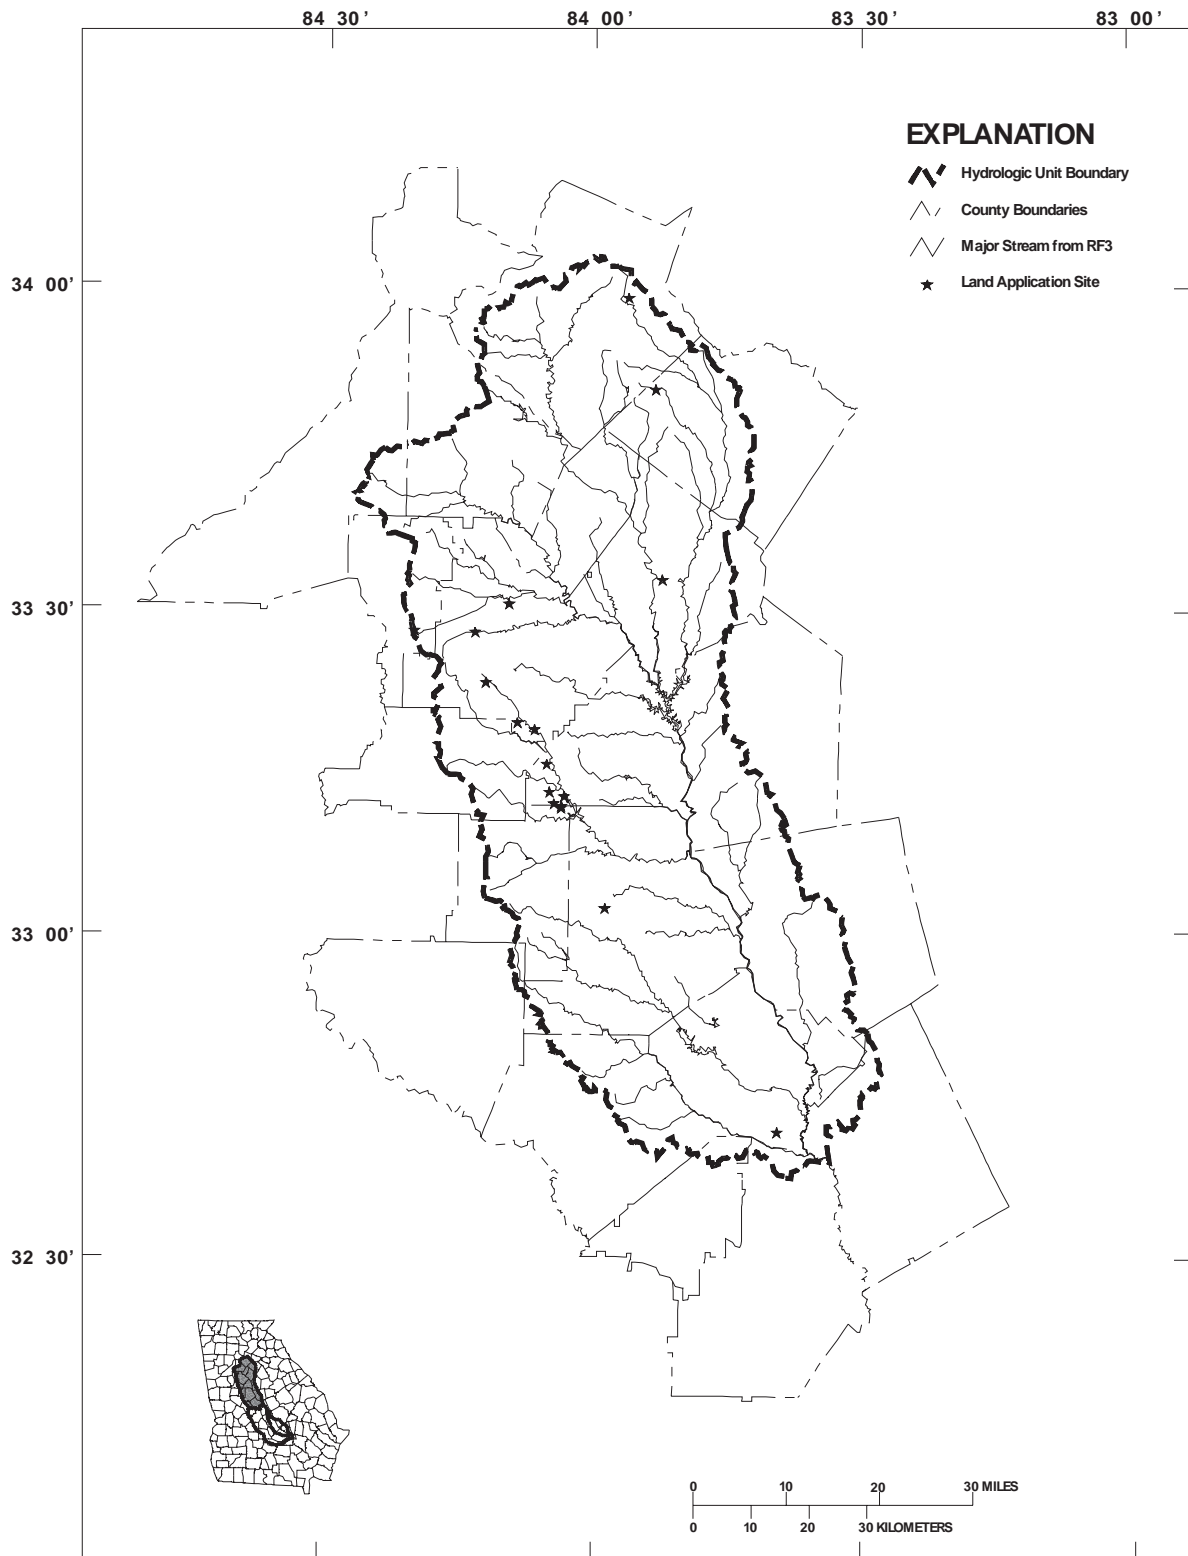 84 30' 84 00' 83 30' 83 00'
EXPLANATION
Hydrologic Unit Boundary
County Boundaries
Major Stream from RF3
Land Application Site
34 00'
33 30'
33 00'
32 30'
0 10 20 30 MILES
0 10 20 30 KILOMETERS